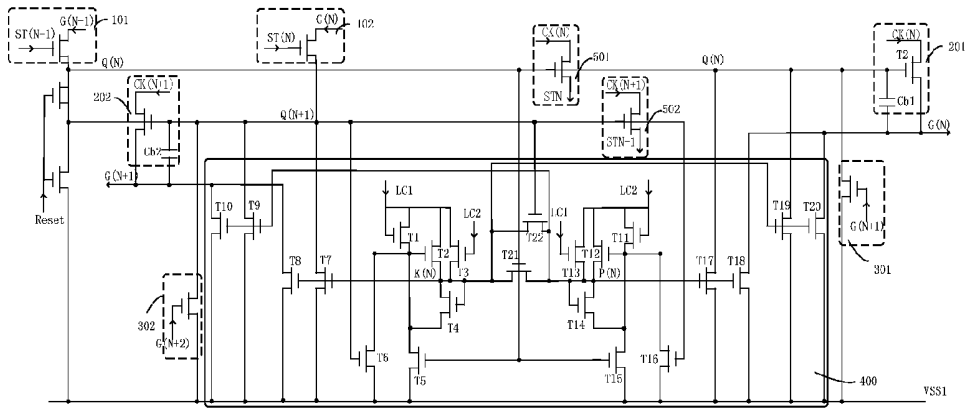 G(N-1) 101
ST(N-1)
G(N) 102
ST(N)
CK(N)
501
CK(N) 201
T2
Q(N)
Q(N)
CK(N+1)
202
Cb2
Q(N+1)
STN
CK(N+1)
502
STN-1
Cb1
G(N)
G(N+1)
Reset
T10 T9
LC1
LC2
T1
T2
T3
T21
LC1
T22
LC2
T11
T12
T13
T19 T20
G(N+1)
301
T8 T7
K(N)
P(N)
T17 T18
T4
T14
302
G(N+2)
T6
T5
T15
T16
400
VSS1